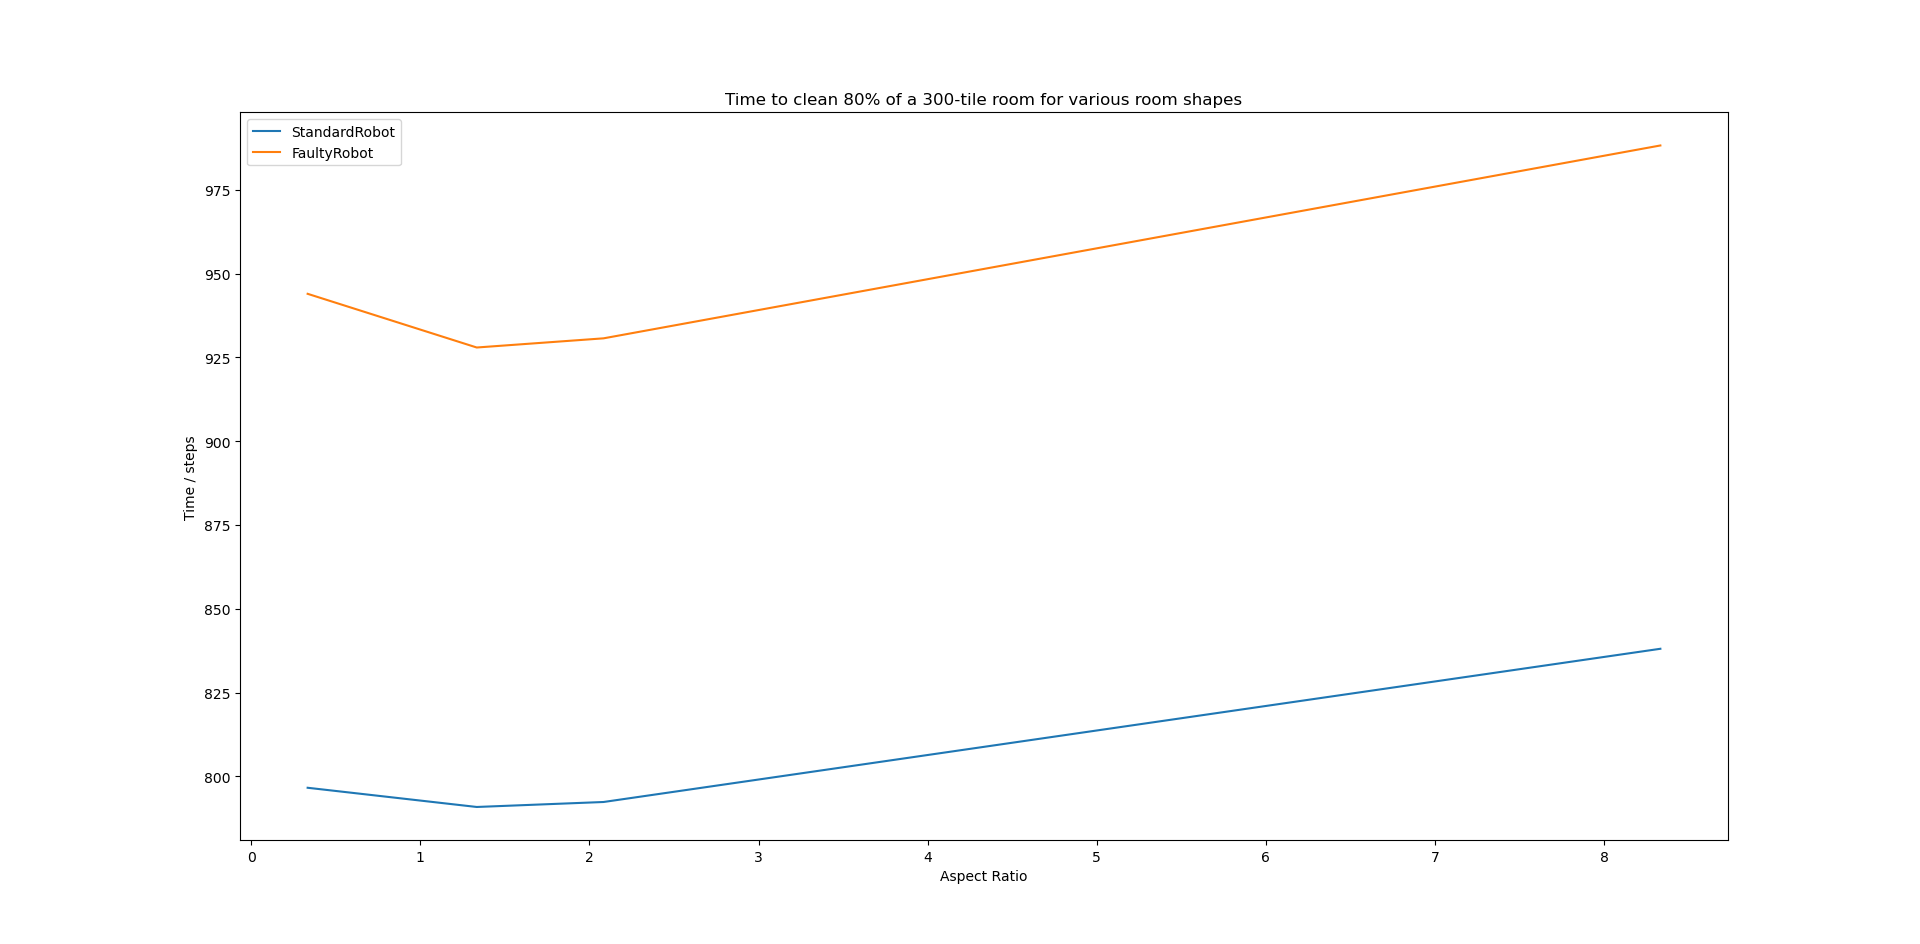 Time to clean 80% of a 300-tile room for various room shapes
StandardRobot
FaultyRobot
975
950
925
900
875
850
825
800
Time / steps
0 1 2 3 4 5 6 7 8
Aspect Ratio